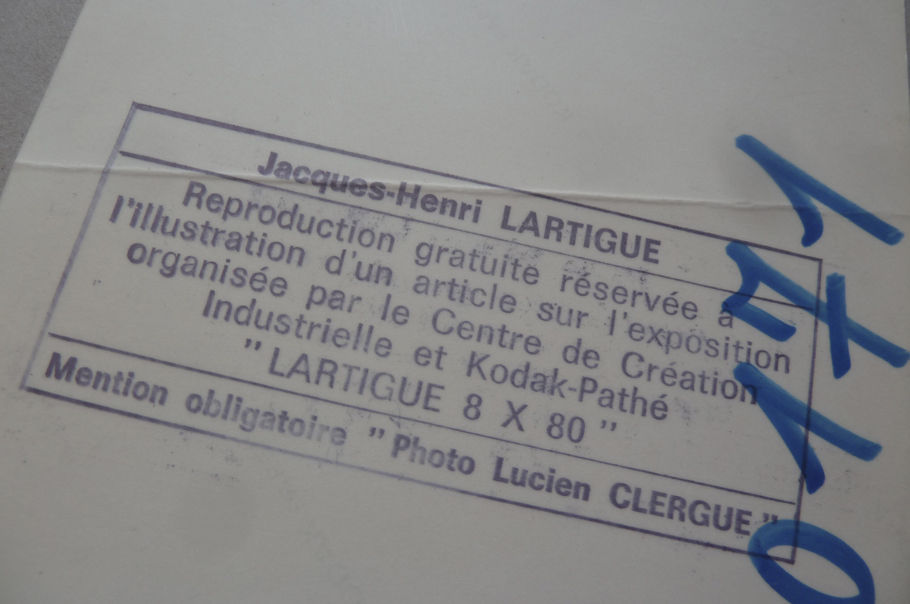 Jacques-Henri LARTIGUE
Reproduction gratuite réservée à
l'illustration d'un article sur l'exposition
organisée par le Centre de Création
Industrielle et Kodak-Pathé
" LARTIGUE 8 X 80 "
Mention obligatoire " Photo Lucien CLERGUE "